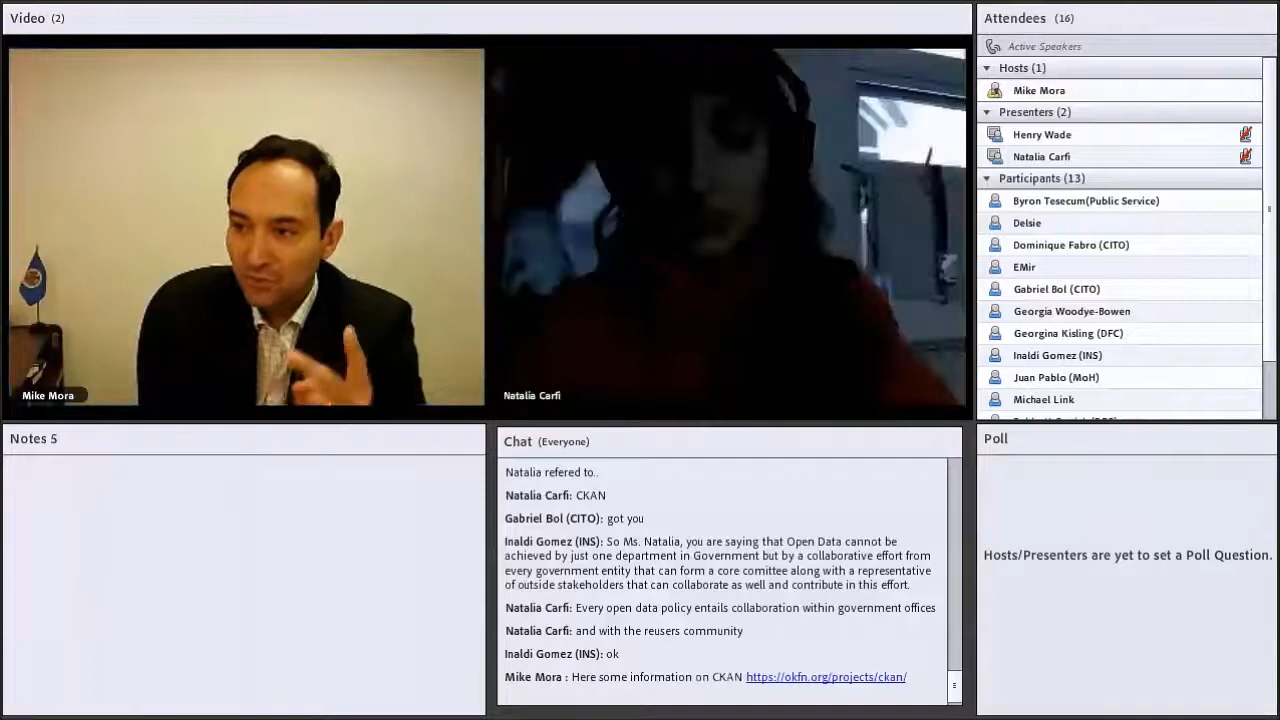 Video (2)
Mike Mora
Natalia Carfi
Attendees (16)
Active Speakers
Hosts (1)
Mike Mora
Presenters (2)
Henry Wade
Natalia Carfi
Participants (13)
Byron Tesecum(Public Service)
Delsie
Dominique Fabro (CITO)
EMir
Gabriel Bol (CITO)
Georgia Woodye-Bowen
Georgina Kisling (DFC)
Inaldi Gomez (INS)
Juan Pablo (MoH)
Michael Link
Notes 5
Chat (Everyone)
Natalia refered to..
Natalia Carfi: CKAN
Gabriel Bol (CITO): got you
Inaldi Gomez (INS): So Ms. Natalia, you are saying that Open Data cannot be
achieved by just one department in Government but by a collaborative effort from
every government entity that can form a core comittee along with a representative
of outside stakeholders that can collaborate as well and contribute in this effort.
Natalia Carfi: Every open data policy entails collaboration within government offices
Natalia Carfi: and with the reusers community
Inaldi Gomez (INS): ok
Mike Mora : Here some information on CKAN https://okfn.org/projects/ckan/
Poll
Hosts/Presenters are yet to set a Poll Question.